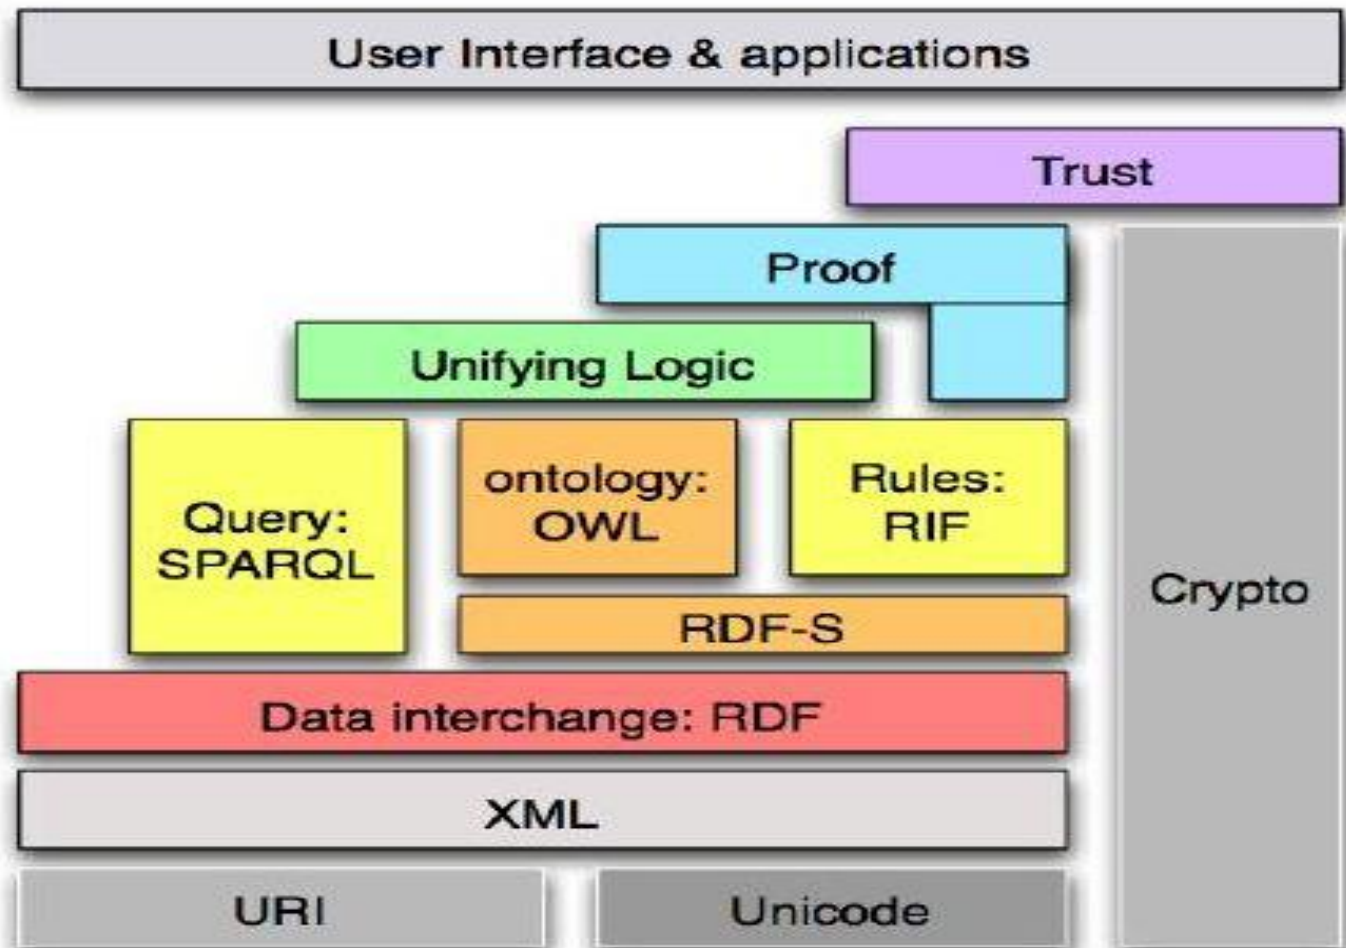 User Interface & applications
Trust
Proof
Unifying Logic
Query:
SPARQL
ontology:
OWL
Rules:
RIF
Crypto
RDF-S
Data interchange: RDF
XML
URI
Unicode